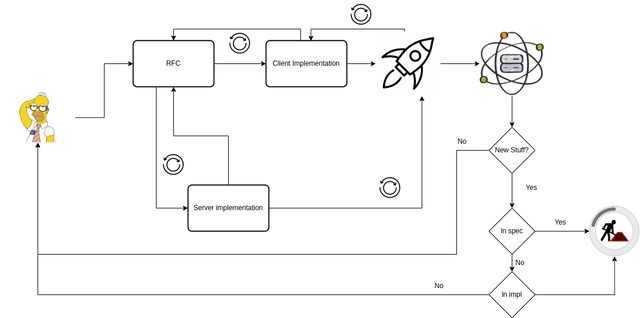 RFC
Client Implementation
Server implementation
No
New Stuff?
Yes
In spec
Yes
No
In impl
No